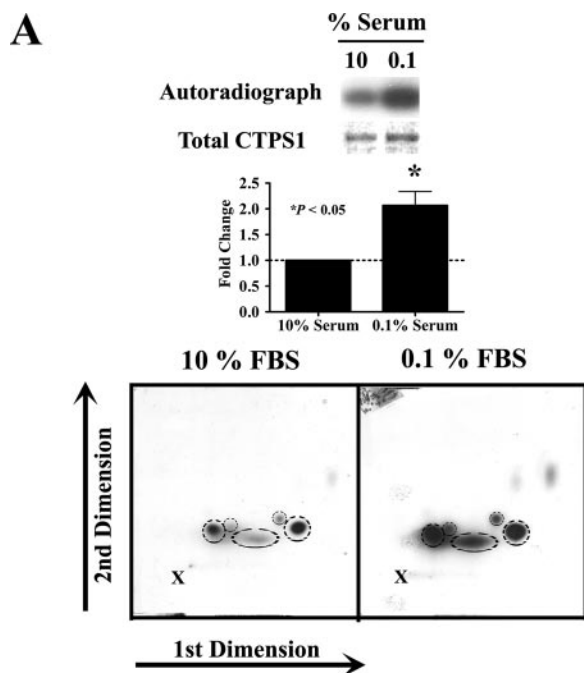 A
% Serum
10 0.1
Autoradiograph
Total CTPS1
*
2.5
2.0
1.5
1.0
0.5
0.0
Fold Change
*P < 0.05
10% Serum 0.1% Serum
10 % FBS 0.1 % FBS
2nd Dimension
X X
1st Dimension